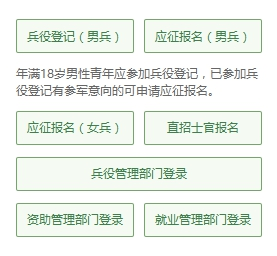 兵役登记（男兵）
应征报名（男兵）
年满18岁男性青年应参加兵役登记，已参加兵
役登记有参军意向的可申请应征报名。
应征报名（女兵）
直招士官报名
兵役管理部门登录
资助管理部门登录
就业管理部门登录